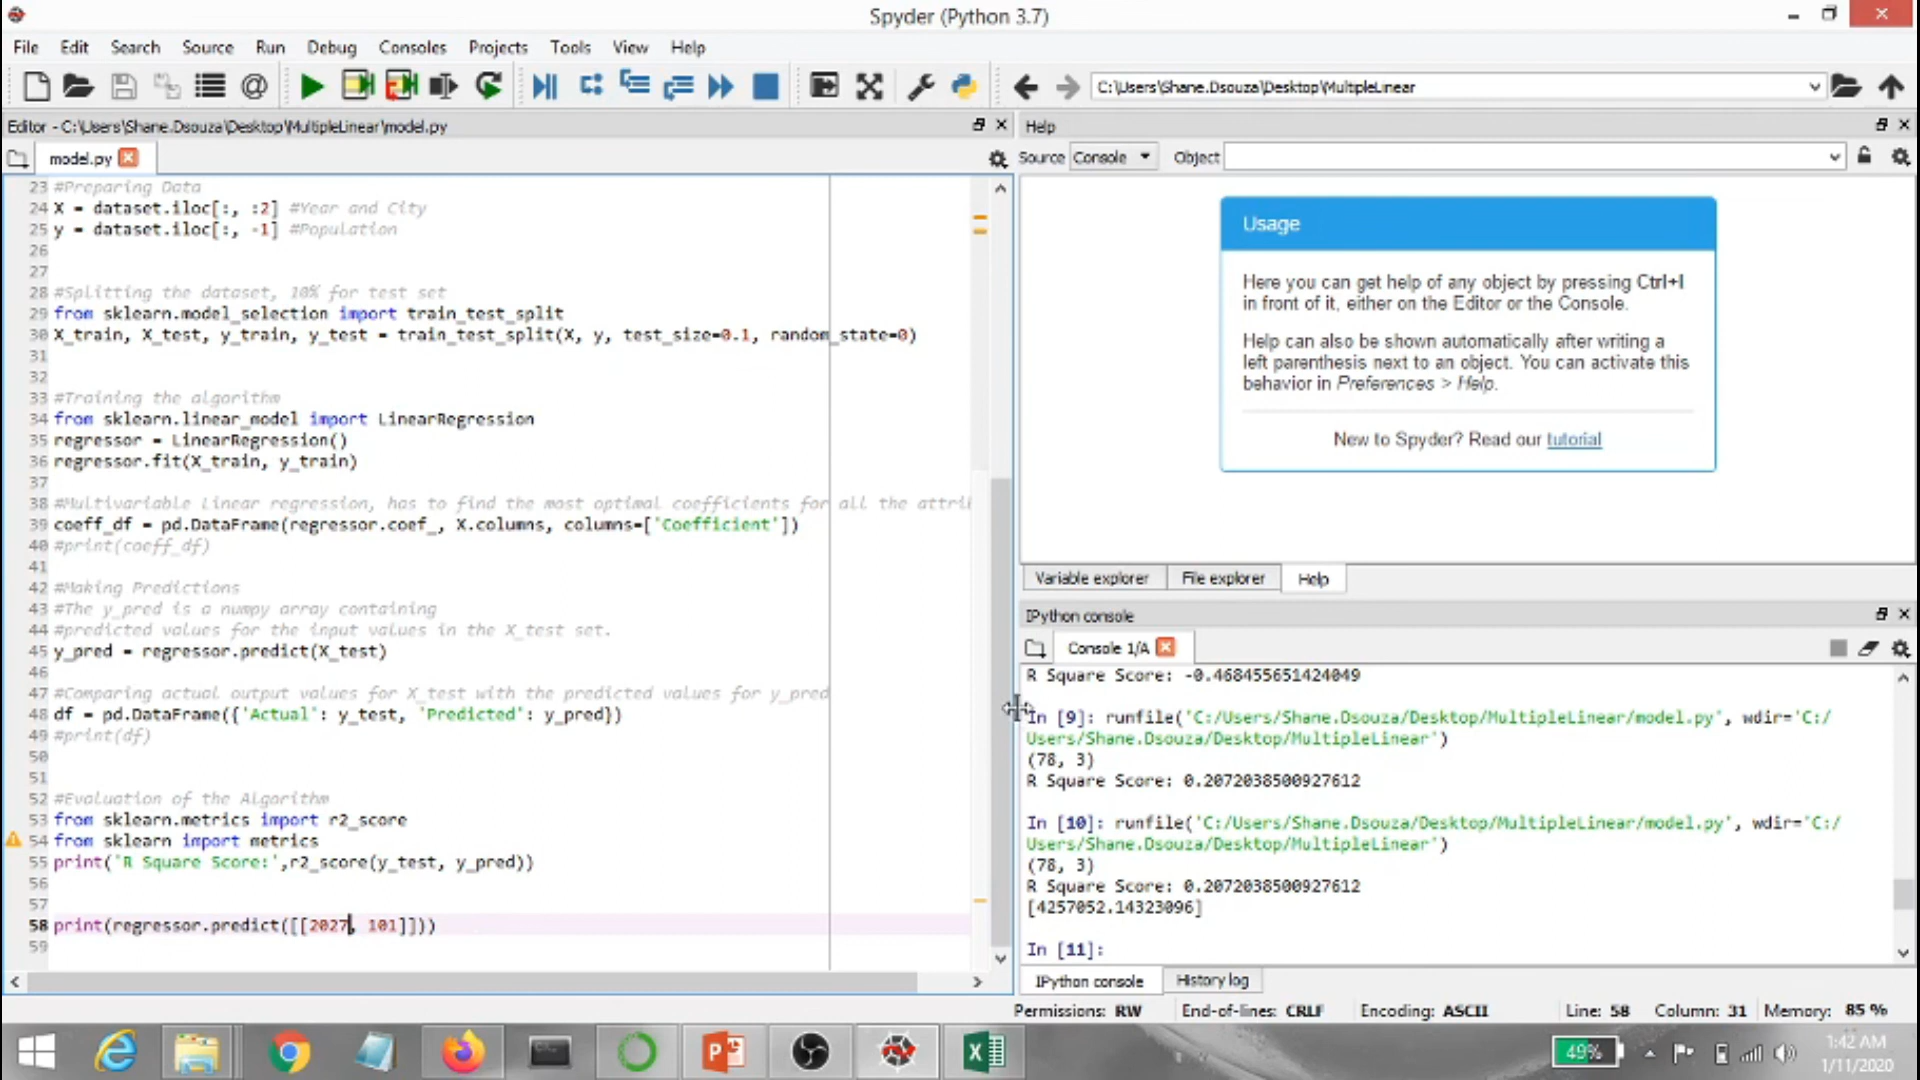 Spyder (Python 3.7)
File Edit Search Source Run Debug Consoles Projects Tools View Help
C:\Users\Shane.Dsouza\Desktop\MultipleLinear
Editor - C:\Users\Shane.Dsouza\Desktop\MultipleLinear\model.py
model.py
23 #Preparing Data
24 X = dataset.iloc[:, :2] #Year and City
25 y = dataset.iloc[:, -1] #Population
26
27
28 #Splitting the dataset, 10% for test set
29 from sklearn.model_selection import train_test_split
30 X_train, X_test, y_train, y_test = train_test_split(X, y, test_size=0.1, random_state=0)
31
32
33 #Training the algorithm
34 from sklearn.linear_model import LinearRegression
35 regressor = LinearRegression()
36 regressor.fit(X_train, y_train)
37
38 #Multivariable Linear regression, has to find the most optimal coefficients for all the attri
39 coeff_df = pd.DataFrame(regressor.coef_, X.columns, columns=['Coefficient'])
40 #print(coeff_df)
41
42 #Making Predictions
43 #The y_pred is a numpy array containing
44 #predicted values for the input values in the X_test set.
45 y_pred = regressor.predict(X_test)
46
47 #Comparing actual output values for X_test with the predicted values for y_pred
48 df = pd.DataFrame({'Actual': y_test, 'Predicted': y_pred})
49 #print(df)
50
51
52 #Evaluation of the Algorithm
53 from sklearn.metrics import r2_score
54 from sklearn import metrics
55 print('R Square Score:',r2_score(y_test, y_pred))
56
57
58 print(regressor.predict([[2027, 101]]))
59
Help
Source Console Object
Usage
Here you can get help of any object by pressing Ctrl+I
in front of it, either on the Editor or the Console.
Help can also be shown automatically after writing a
left parenthesis next to an object. You can activate this
behavior in Preferences > Help.
New to Spyder? Read our tutorial
Variable explorer File explorer Help
IPython console
Console 1/A
R Square Score: -0.468455651424049
In [9]: runfile('C:/Users/Shane.Dsouza/Desktop/MultipleLinear/model.py', wdir='C:/
Users/Shane.Dsouza/Desktop/MultipleLinear')
(78, 3)
R Square Score: 0.2072038500927612
In [10]: runfile('C:/Users/Shane.Dsouza/Desktop/MultipleLinear/model.py', wdir='C:/
Users/Shane.Dsouza/Desktop/MultipleLinear')
(78, 3)
R Square Score: 0.2072038500927612
[4257052.14323096]
In [11]:
IPython console History log
Permissions: RW End-of-lines: CRLF Encoding: ASCII Line: 58 Column: 31 Memory: 85 %
49%
1:42 AM
1/11/2020